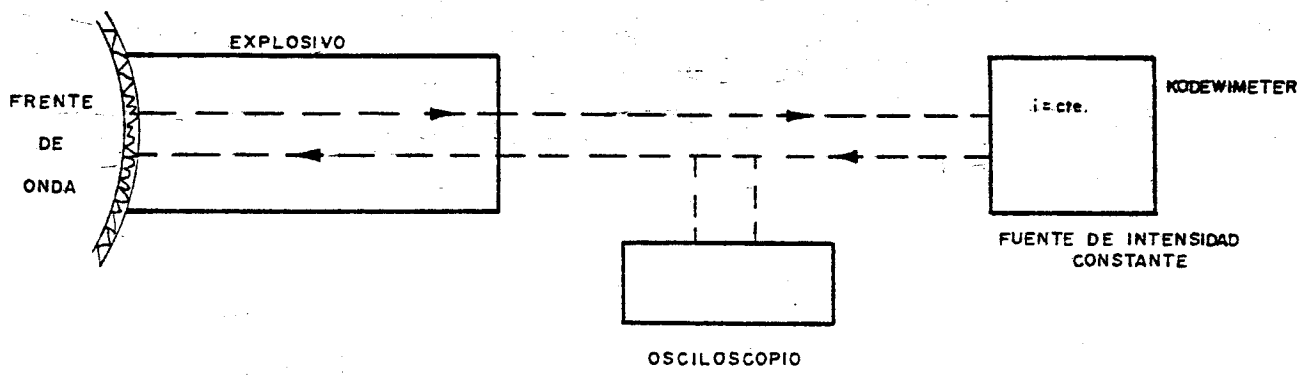 EXPLOSIVO
FRENTE
DE
ONDA
i = cte.
KODEWIMETER
FUENTE DE INTENSIDAD
CONSTANTE
OSCILOSCOPIO